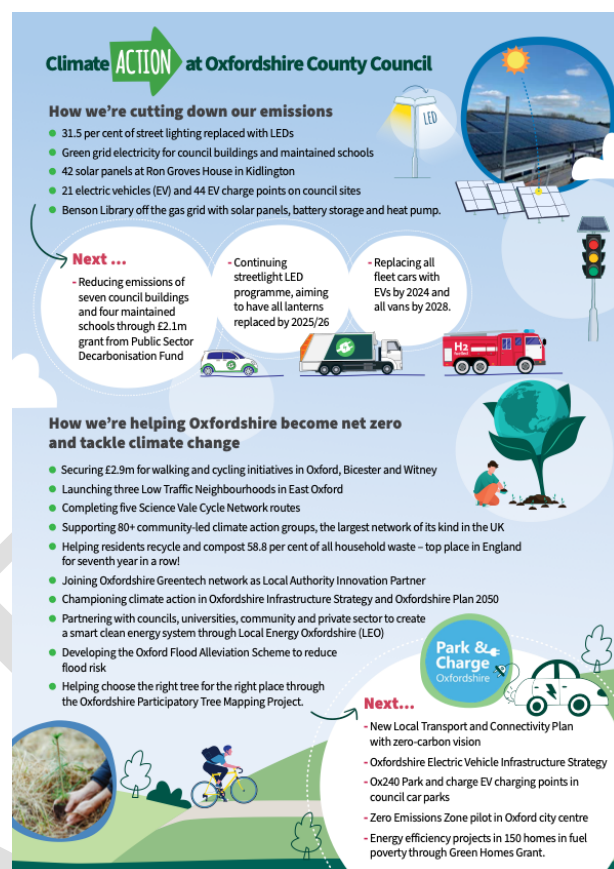 Climate ACTION at Oxfordshire County Council
How we're cutting down our emissions
• 31.5 per cent of street lighting replaced with LEDs
• Green grid electricity for council buildings and maintained schools
• 42 solar panels at Ron Groves House in Kidlington
• 21 electric vehicles (EV) and 44 EV charge points on council sites
• Benson Library off the gas grid with solar panels, battery storage and heat pump.
LED
Next ...
- Reducing emissions of
seven council buildings
and four maintained
schools through £2.1m
grant from Public Sector
Decarbonisation Fund
- Continuing
streetlight LED
programme, aiming
to have all lanterns
replaced by 2025/26
- Replacing all
fleet cars with
EVs by 2024 and
all vans by 2028.
H2
How we're helping Oxfordshire become net zero
and tackle climate change
• Securing £2.9m for walking and cycling initiatives in Oxford, Bicester and Witney
• Launching three Low Traffic Neighbourhoods in East Oxford
• Completing five Science Vale Cycle Network routes
• Supporting 80+ community-led climate action groups, the largest network of its kind in the UK
• Helping residents recycle and compost 58.8 per cent of all household waste – top place in England
for seventh year in a row!
• Joining Oxfordshire Greentech network as Local Authority Innovation Partner
• Championing climate action in Oxfordshire Infrastructure Strategy and Oxfordshire Plan 2050
• Partnering with councils, universities, community and private sector to create
a smart clean energy system through Local Energy Oxfordshire (LEO)
• Developing the Oxford Flood Alleviation Scheme to reduce
flood risk
• Helping choose the right tree for the right place through
the Oxfordshire Participatory Tree Mapping Project.
Park &
Charge
Oxfordshire
Next...
- New Local Transport and Connectivity Plan
with zero-carbon vision
- Oxfordshire Electric Vehicle Infrastructure Strategy
- Ox240 Park and charge EV charging points in
council car parks
- Zero Emissions Zone pilot in Oxford city centre
- Energy efficiency projects in 150 homes in fuel
poverty through Green Homes Grant.